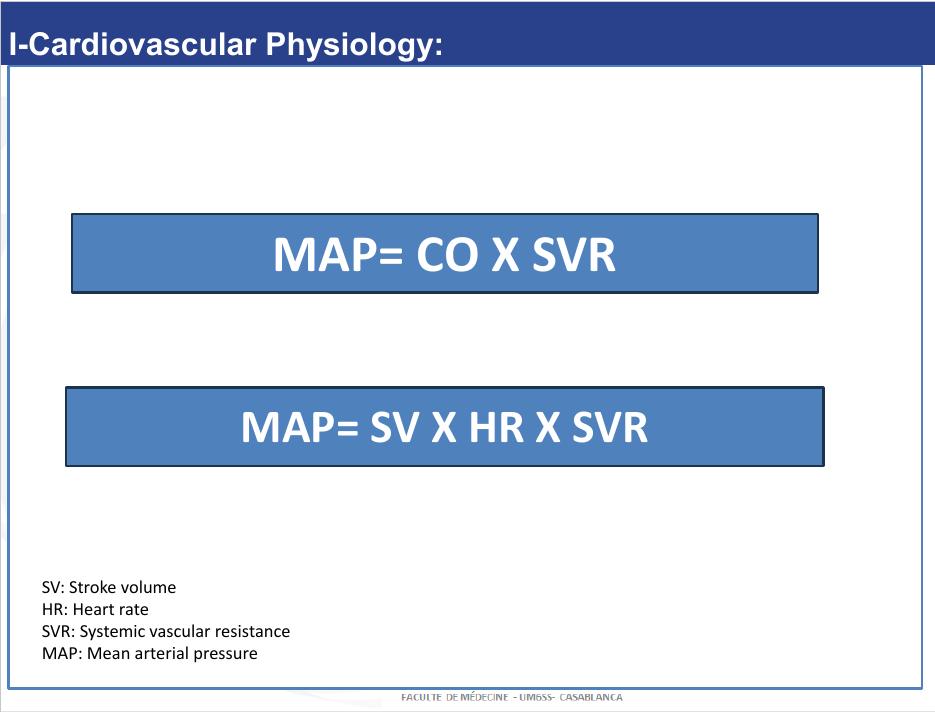 I-Cardiovascular Physiology:
MAP= CO X SVR
MAP= SV X HR X SVR
SV: Stroke volume
HR: Heart rate
SVR: Systemic vascular resistance
MAP: Mean arterial pressure
FACULTE DE MÉDECINE - UM6SS- CASABLANCA